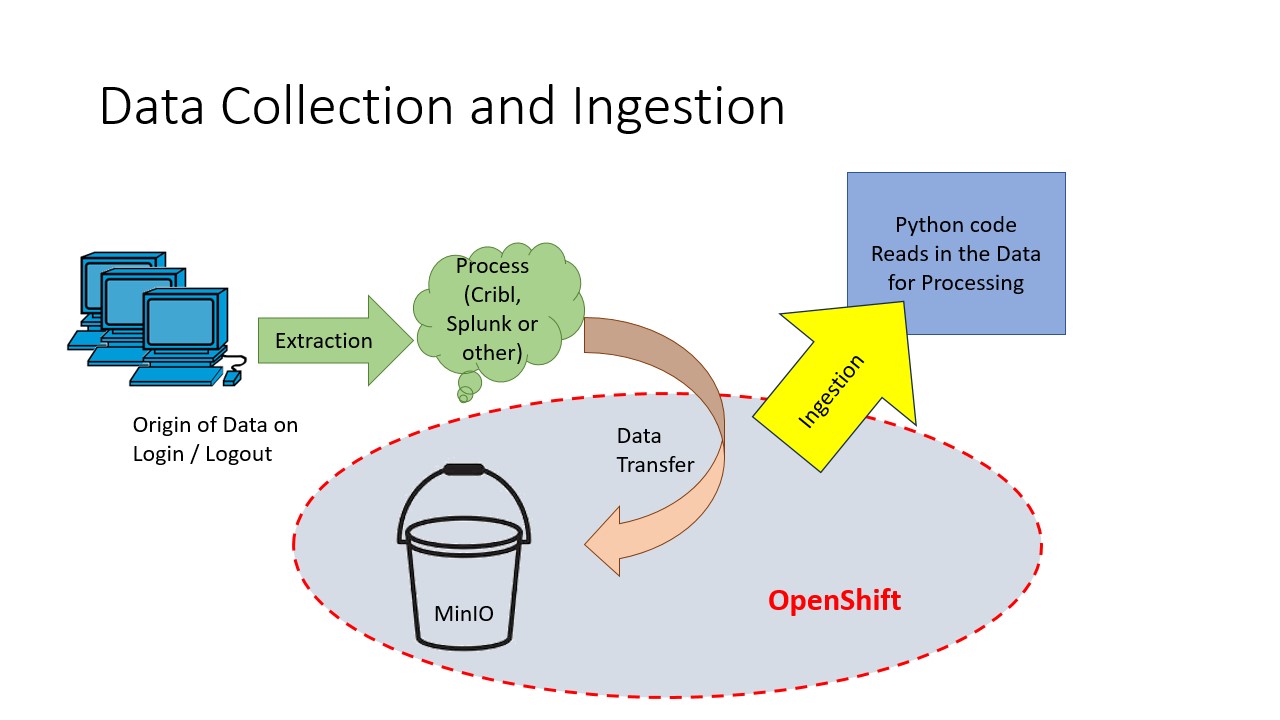 Data Collection and Ingestion
Python code
Reads in the Data
for Processing
Process
(Cribl,
Splunk or
other)
Extraction
Ingestion
Origin of Data on
Login / Logout
Data
Transfer
OpenShift
MinIO